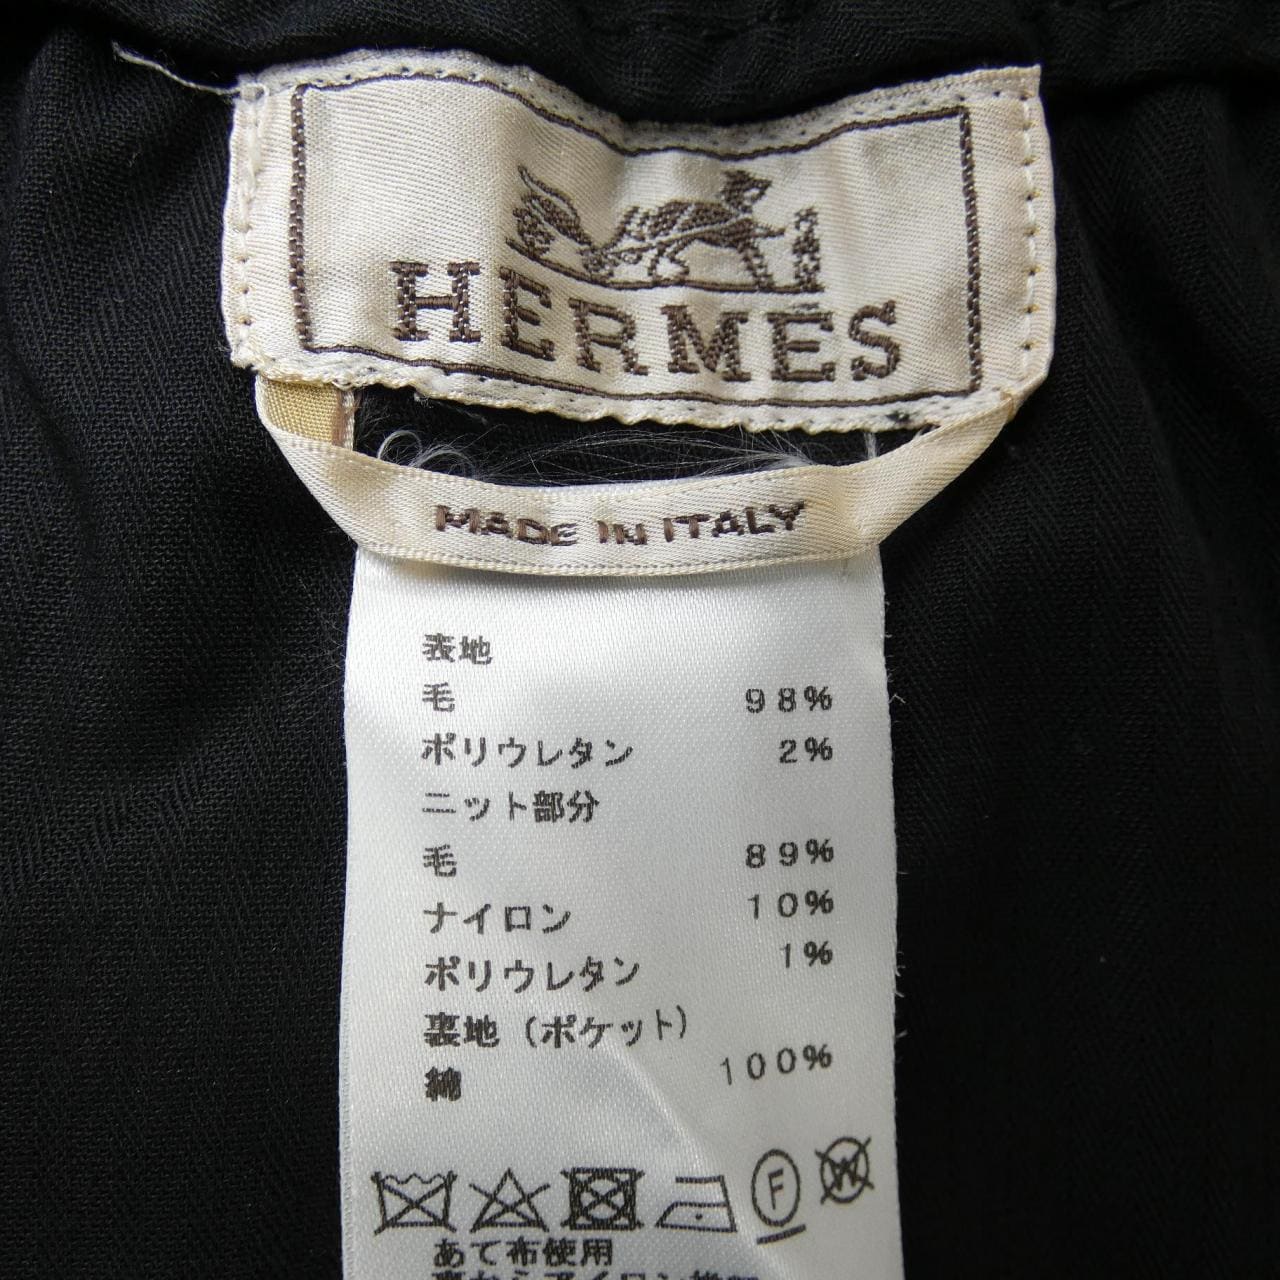 HERMES
MADE IN ITALY
表地
毛 98%
ポリウレタン 2%
ニット部分
毛 89%
ナイロン 10%
ポリウレタン 1%
裏地(ポケット)
綿 100%
F
W
あて布使用